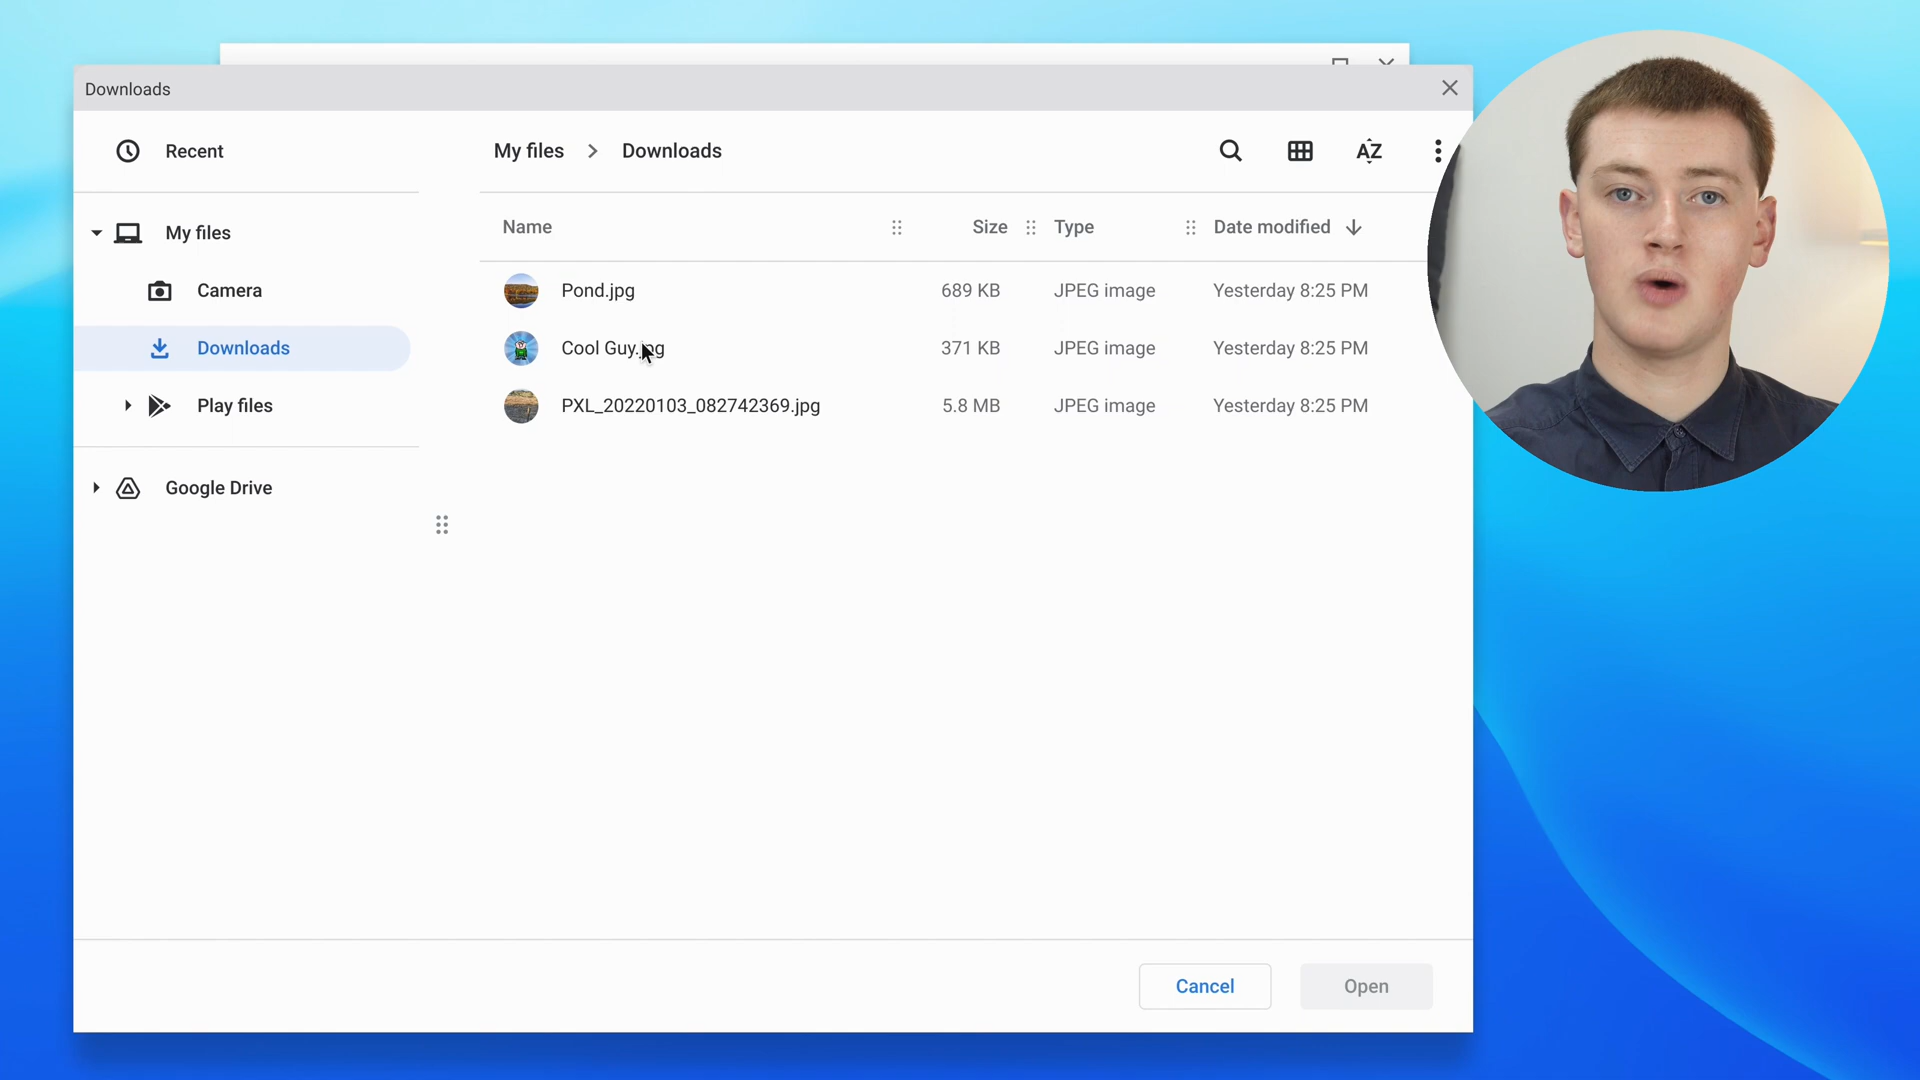 Downloads
Recent
My files > Downloads
AZ
My files
Camera
Downloads
Play files
Google Drive
Name Size Type Date modified
Pond.jpg 689 KB JPEG image Yesterday 8:25 PM
Cool Guy.jpg 371 KB JPEG image Yesterday 8:25 PM
PXL_20220103_082742369.jpg 5.8 MB JPEG image Yesterday 8:25 PM
Cancel Open